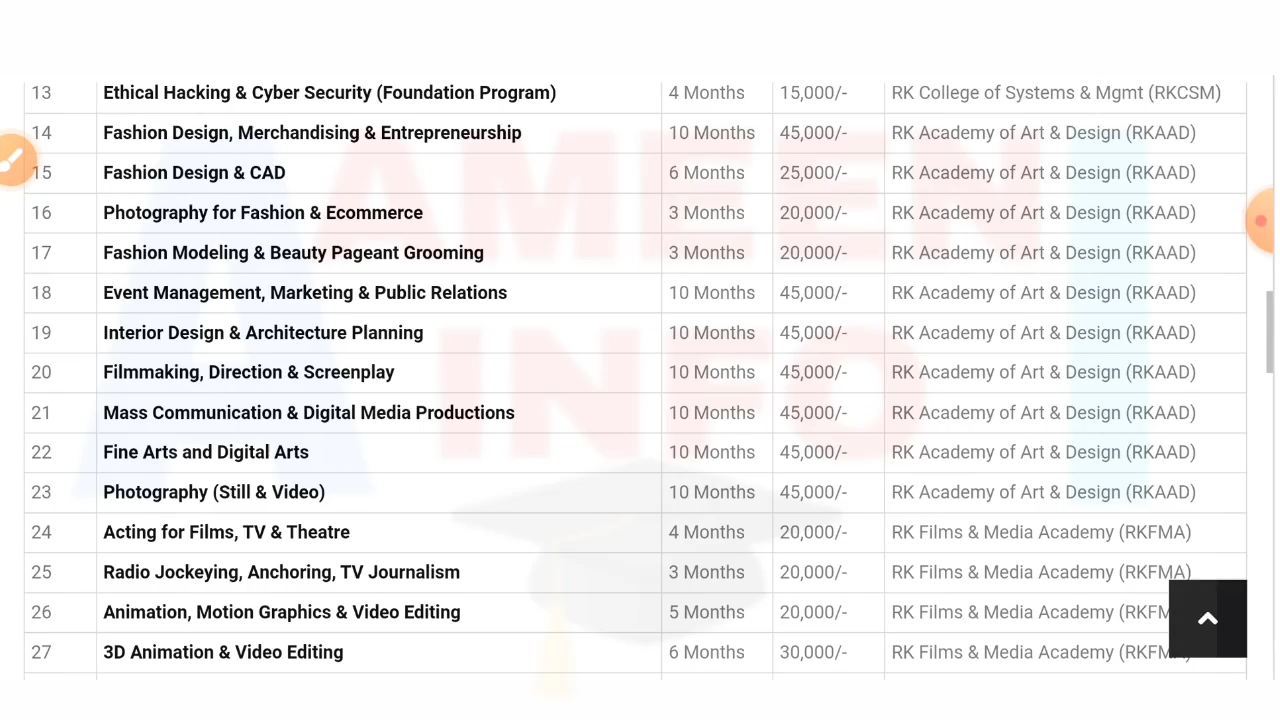 13 Ethical Hacking & Cyber Security (Foundation Program) 4 Months 15,000/- RK College of Systems & Mgmt (RKCSM)
14 Fashion Design, Merchandising & Entrepreneurship 10 Months 45,000/- RK Academy of Art & Design (RKAAD)
15 Fashion Design & CAD 6 Months 25,000/- RK Academy of Art & Design (RKAAD)
16 Photography for Fashion & Ecommerce 3 Months 20,000/- RK Academy of Art & Design (RKAAD)
17 Fashion Modeling & Beauty Pageant Grooming 3 Months 20,000/- RK Academy of Art & Design (RKAAD)
18 Event Management, Marketing & Public Relations 10 Months 45,000/- RK Academy of Art & Design (RKAAD)
19 Interior Design & Architecture Planning 10 Months 45,000/- RK Academy of Art & Design (RKAAD)
20 Filmmaking, Direction & Screenplay 10 Months 45,000/- RK Academy of Art & Design (RKAAD)
21 Mass Communication & Digital Media Productions 10 Months 45,000/- RK Academy of Art & Design (RKAAD)
22 Fine Arts and Digital Arts 10 Months 45,000/- RK Academy of Art & Design (RKAAD)
23 Photography (Still & Video) 10 Months 45,000/- RK Academy of Art & Design (RKAAD)
24 Acting for Films, TV & Theatre 4 Months 20,000/- RK Films & Media Academy (RKFMA)
25 Radio Jockeying, Anchoring, TV Journalism 3 Months 20,000/- RK Films & Media Academy (RKFMA)
26 Animation, Motion Graphics & Video Editing 5 Months 20,000/- RK Films & Media Academy (RKFM
27 3D Animation & Video Editing 6 Months 30,000/- RK Films & Media Academy (RKFM
AMEEN
INFO